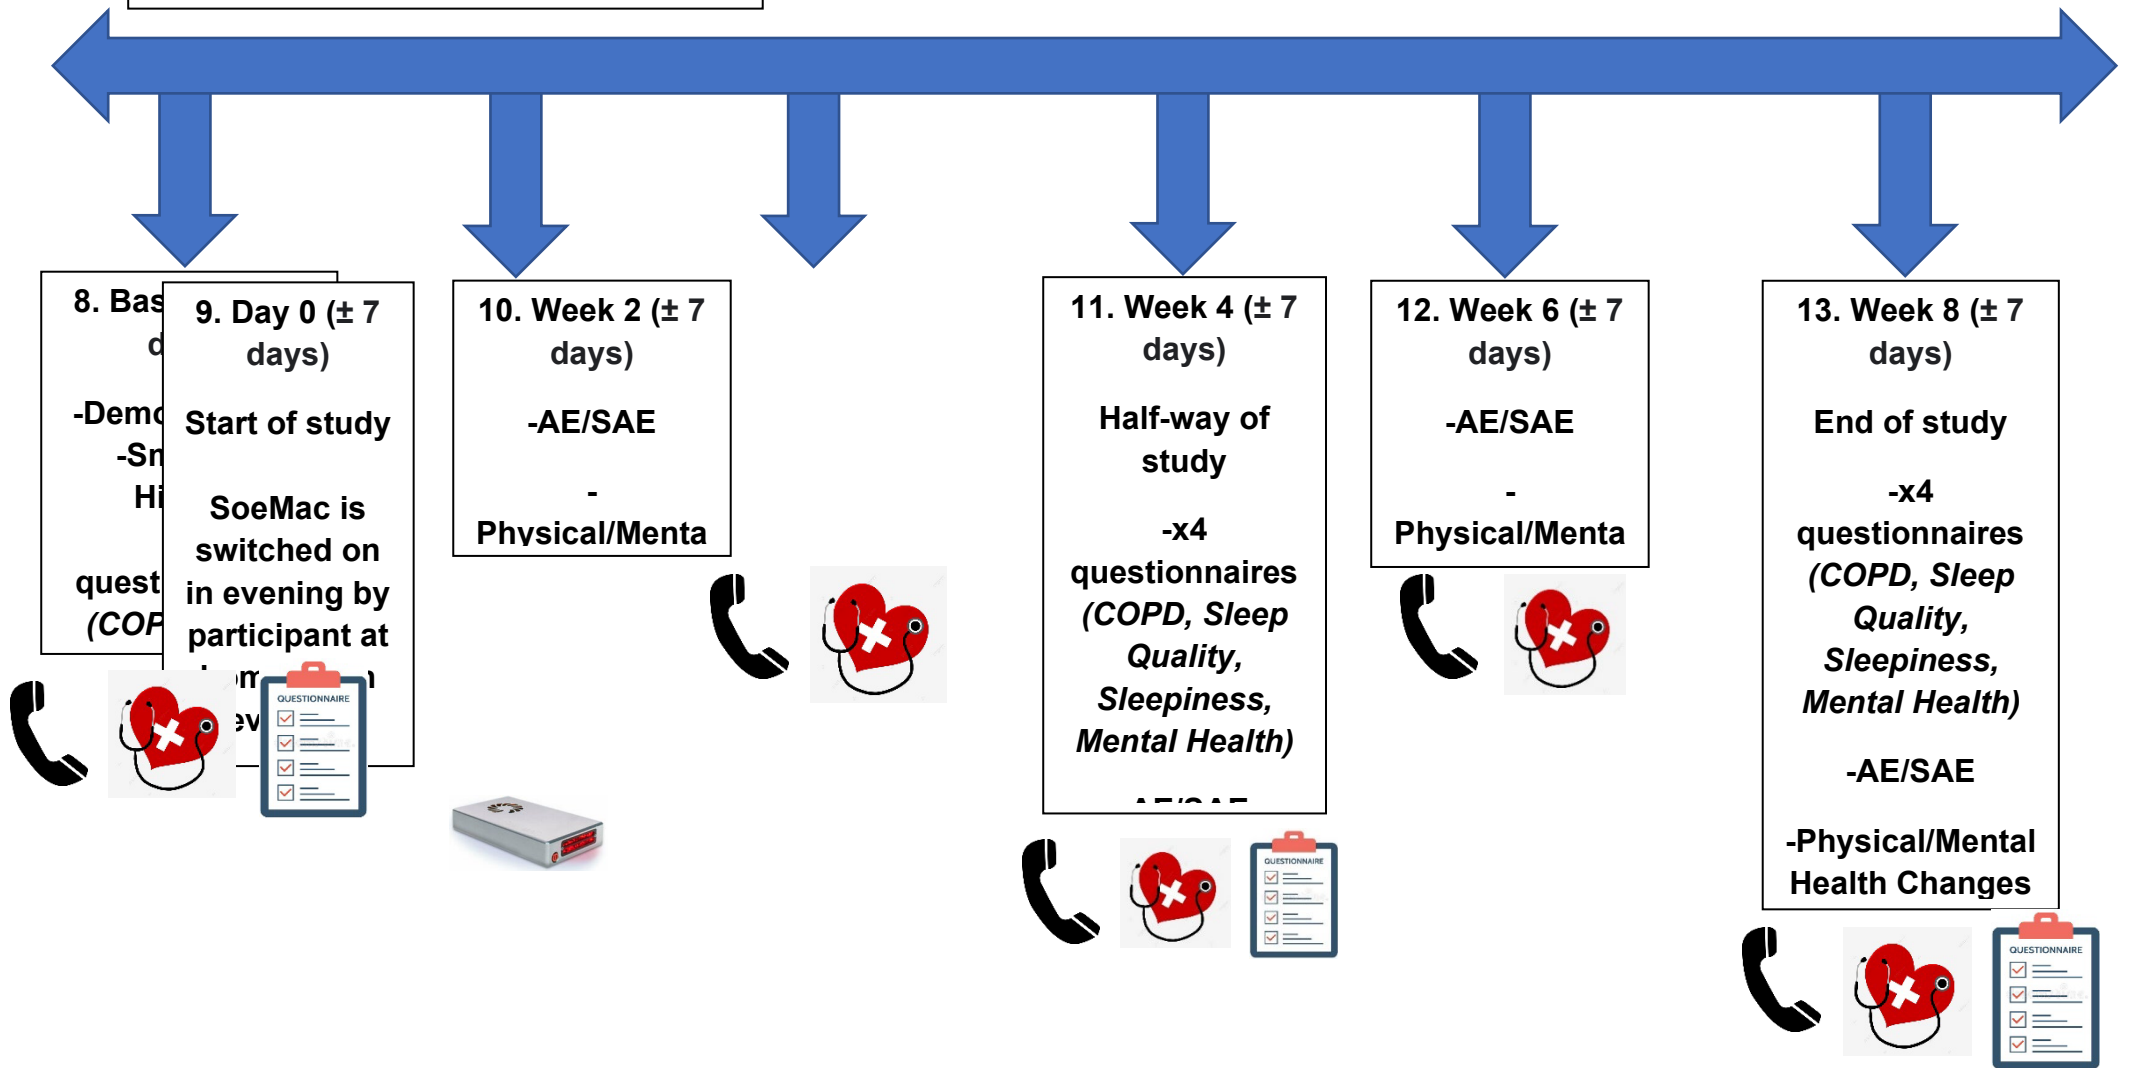 8. Bas
d
-Demo
-Sm
Hi
quest
(COP
9. Day 0 (± 7
days)
Start of study
SoeMac is
switched on
in evening by
participant at
QUESTIONNAIRE
10. Week 2 (± 7
days)
-AE/SAE
-
Physical/Menta
11. Week 4 (± 7
days)
Half-way of
study
-x4
questionnaires
(COPD, Sleep
Quality,
Sleepiness,
Mental Health)
AE/SAE
QUESTIONNAIRE
12. Week 6 (± 7
days)
-AE/SAE
-
Physical/Menta
13. Week 8 (± 7
days)
End of study
-x4
questionnaires
(COPD, Sleep
Quality,
Sleepiness,
Mental Health)
-AE/SAE
-Physical/Mental
Health Changes
QUESTIONNAIRE